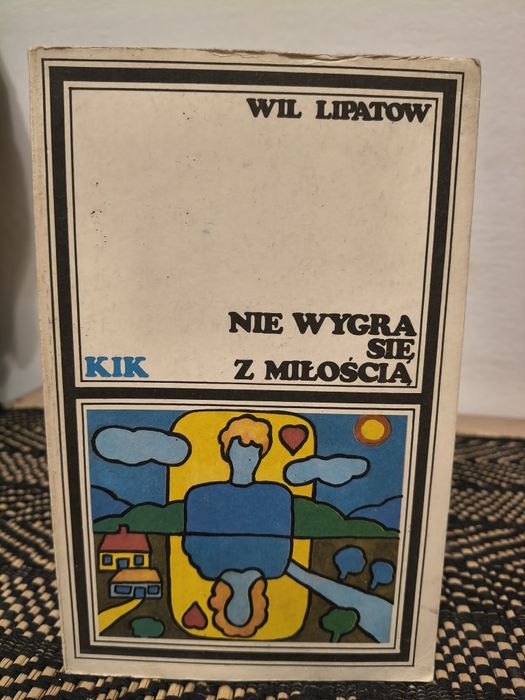 WIL LIPATOW
NIE WYGRA
SIĘ
KIK Z MIŁOŚCIĄ